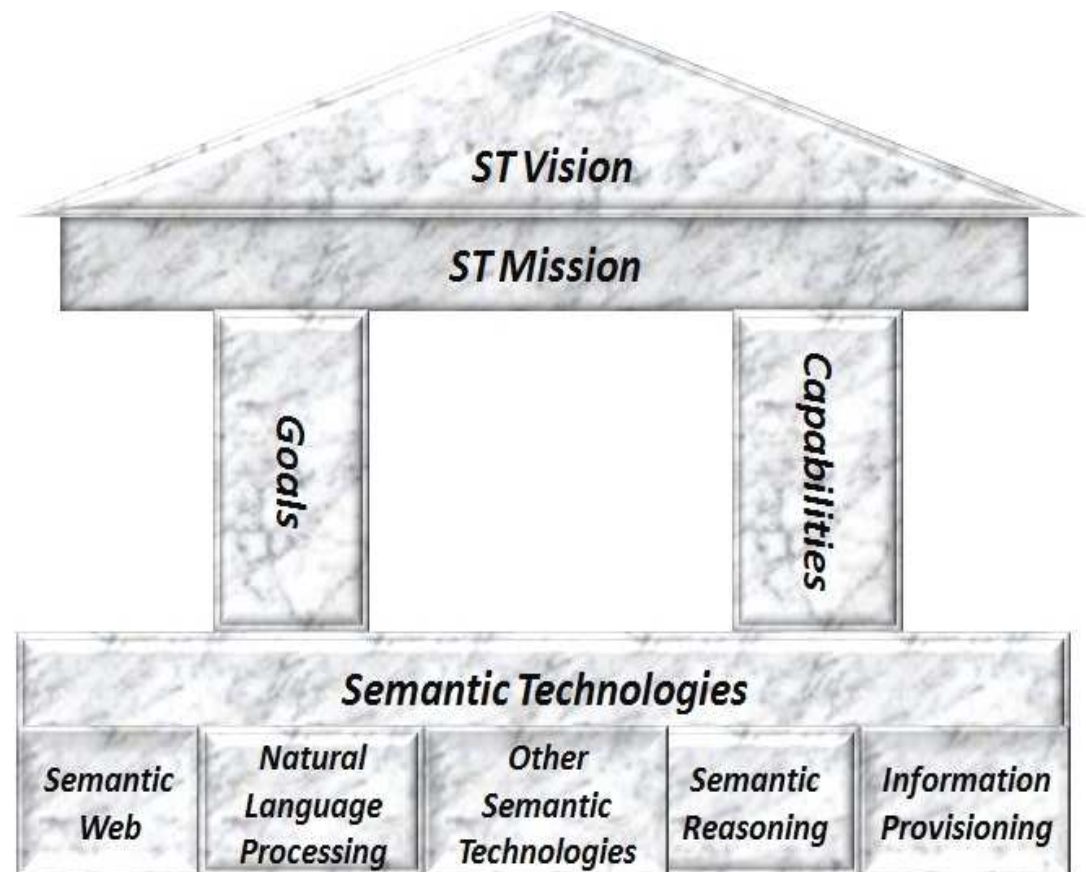 ST Vision
ST Mission
Goals
Capabilities
Semantic Technologies
Semantic
Web
Natural
Language
Processing
Other
Semantic
Technologies
Semantic
Reasoning
Information
Provisioning